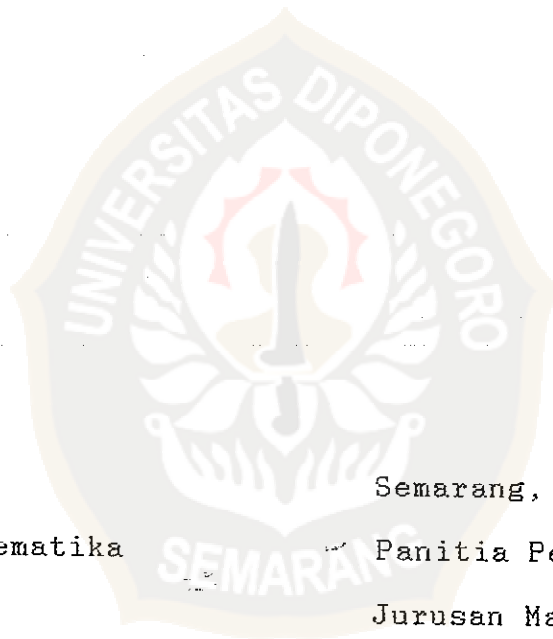 UNIVERSITAS DIPONEGORO
SEMARANG
Semarang,
ematika Panitia Pe
Jurusan Ma